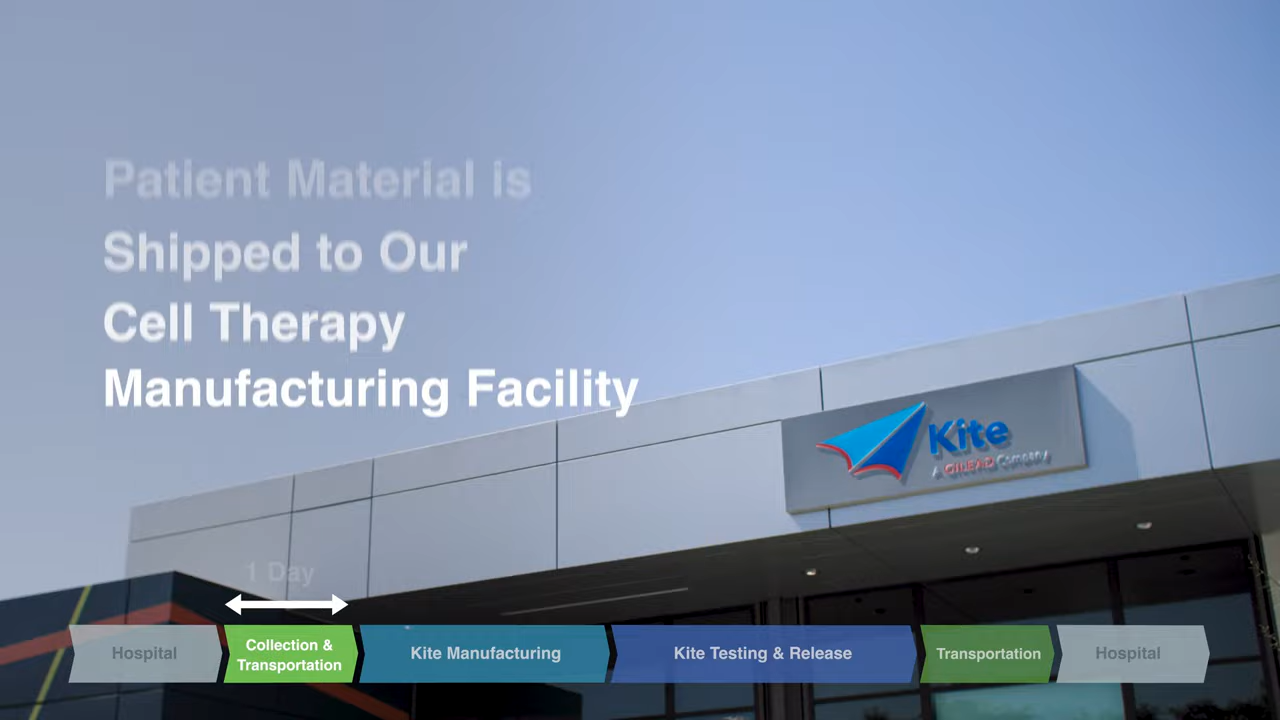 Patient Material is
Shipped to Our
Cell Therapy
Manufacturing Facility
Kite
A GILEAD Company
1 Day
Hospital
Collection &
Transportation
Kite Manufacturing
Kite Testing & Release
Transportation
Hospital